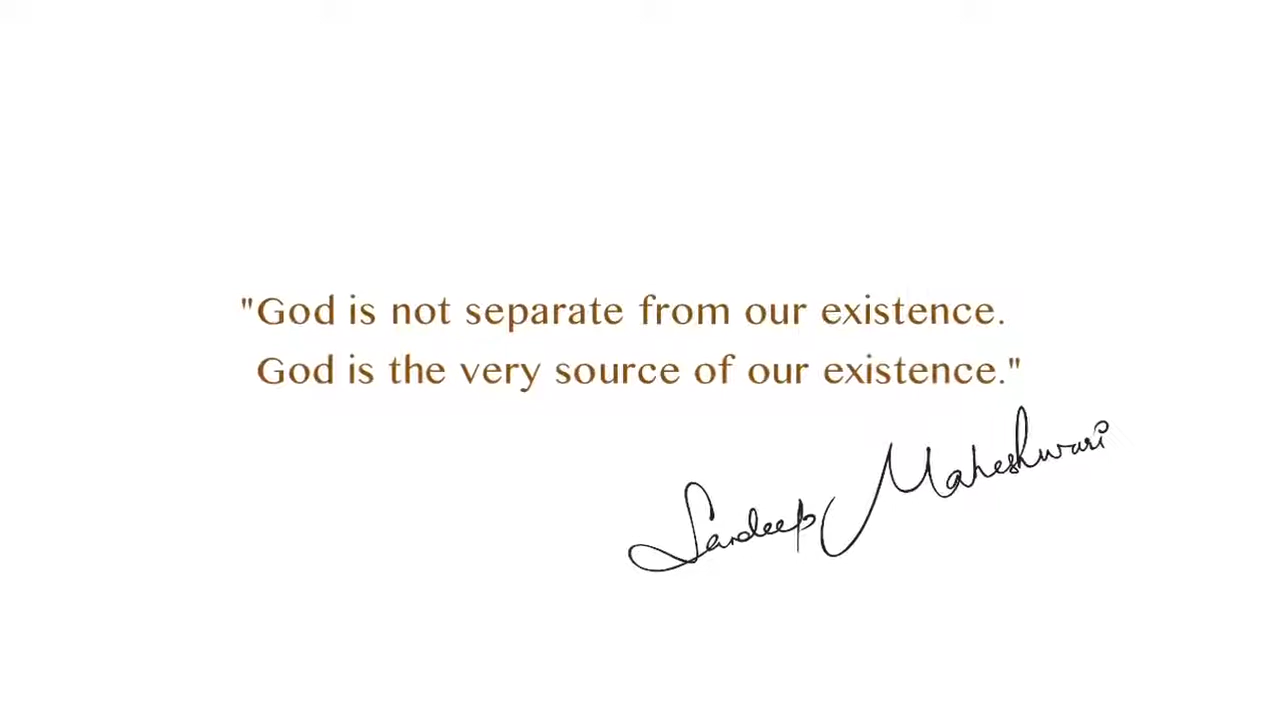 "God is not separate from our existence.
God is the very source of our existence."
Sandeep Maheshwari